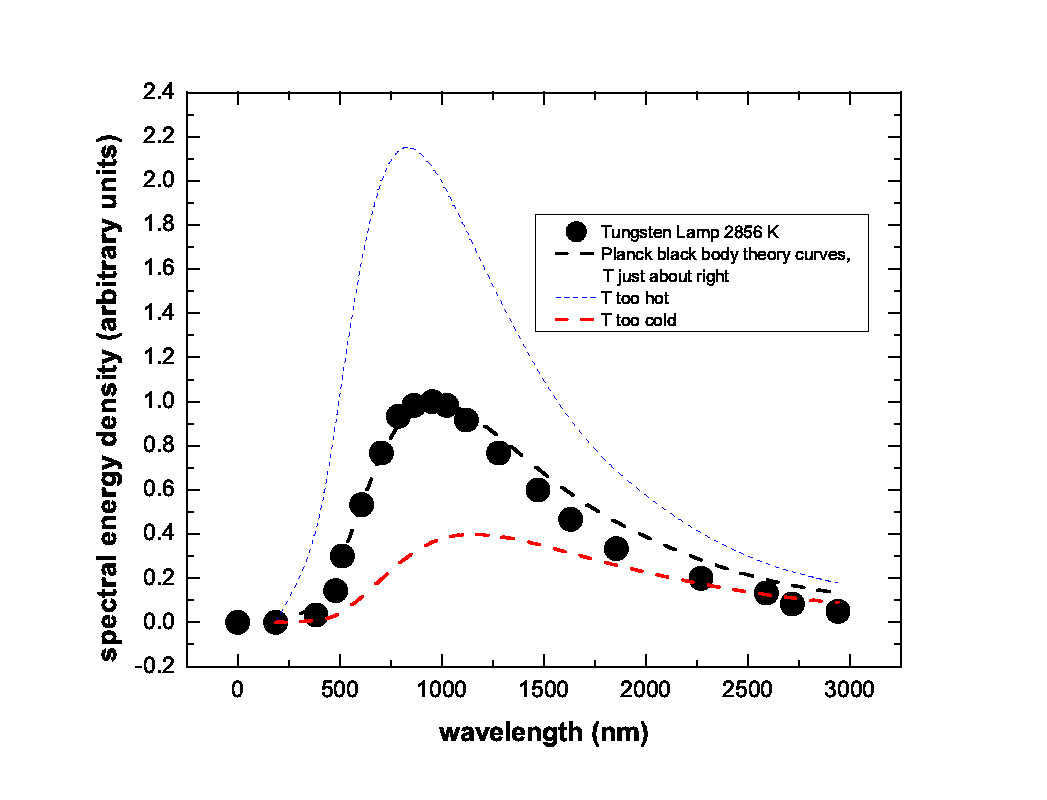 2.4
2.2
2.0
1.8
1.6
1.4
1.2
1.0
0.8
0.6
0.4
0.2
0.0
-0.2
spectral energy density (arbitrary units)
Tungsten Lamp 2856 K
Planck black body theory curves,
T just about right
T too hot
T too cold
0 500 1000 1500 2000 2500 3000
wavelength (nm)